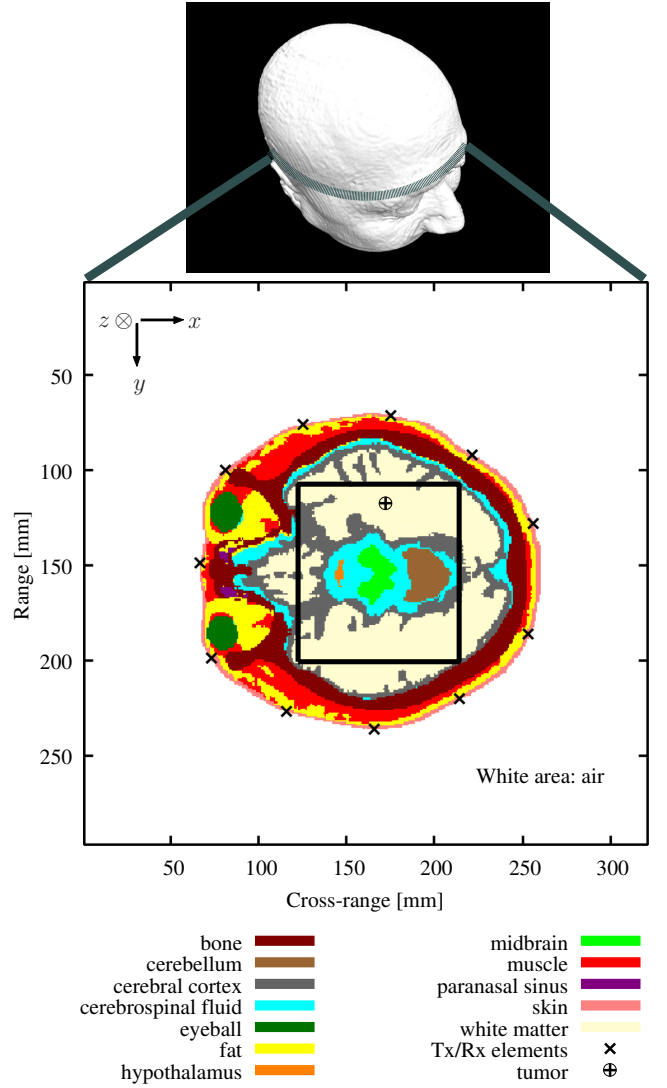 z ⊗ x
y
50
100
150
200
250
Range [mm]
White area: air
50 100 150 200 250 300
Cross-range [mm]
bone
cerebellum
cerebral cortex
cerebrospinal fluid
eyeball
fat
hypothalamus
midbrain
muscle
paranasal sinus
skin
white matter
Tx/Rx elements
tumor